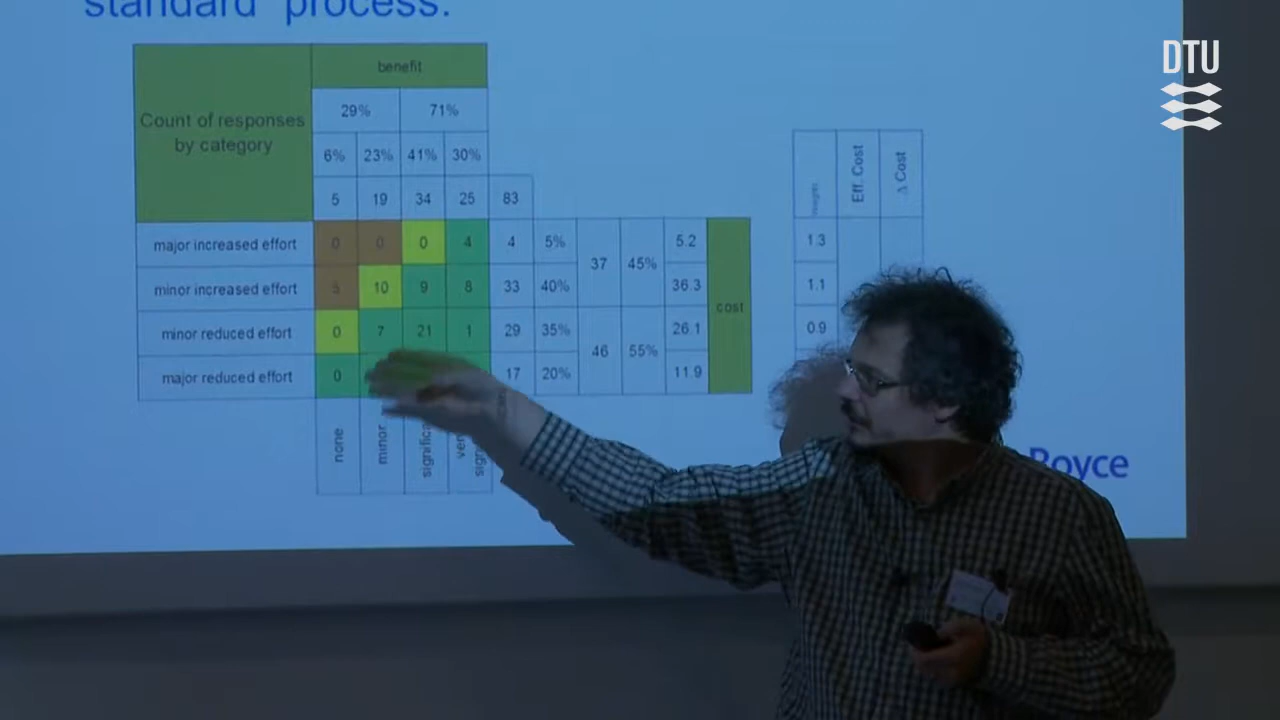 standard process.
DTU
benefit
Count of responses
by category
29% 71%
6% 23% 41% 30%
5 19 34 25 83
Eff. Cost
Δ Cost
major increased effort 0 0 0 4 4 5% 5.2 1.3
37 45%
minor increased effort 5 10 9 8 33 40% 36.3 1.1
cost
minor reduced effort 0 7 21 1 29 35% 26.1 0.9
46 55%
major reduced effort 0 17 20% 11.9
none
minor
Royce